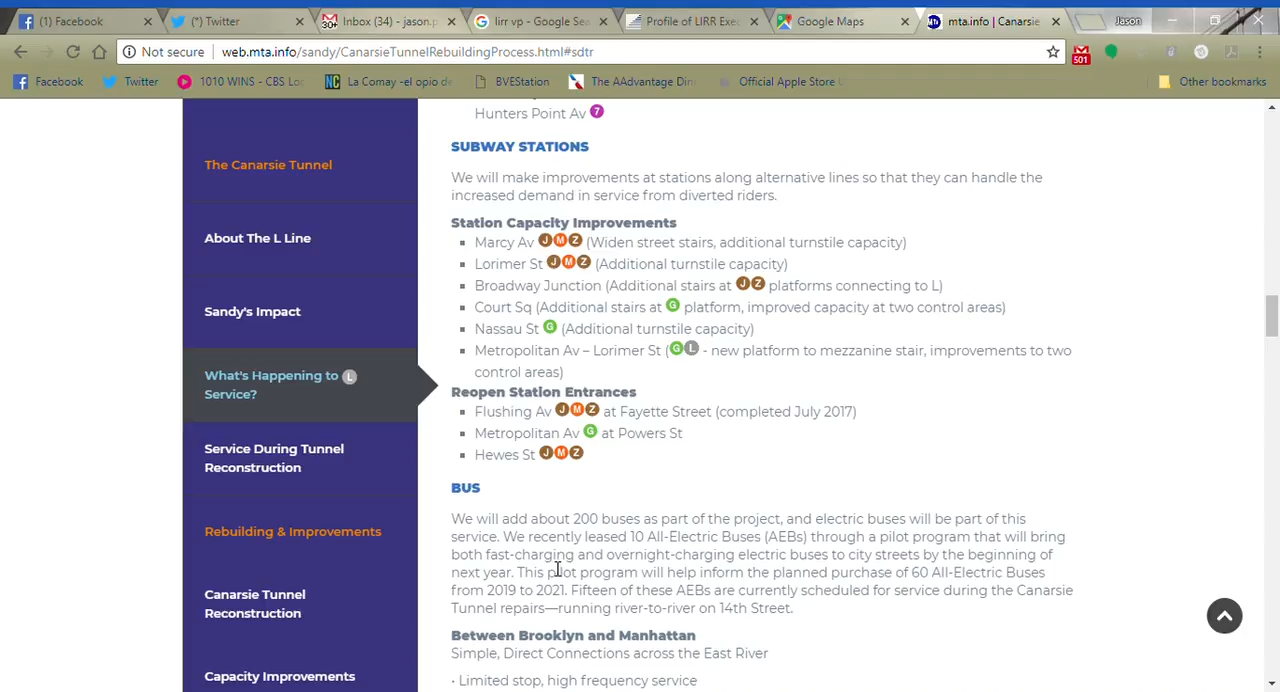 (1) Facebook
(*) Twitter
Inbox (34) - jason.p
lirr vp - Google Sea
Profile of LIRR Exec
Google Maps
mta.info | Canarsie
Jason
Not secure
web.mta.info/sandy/CanarsieTunnelRebuildingProcess.html#sdtr
501
Facebook
Twitter
1010 WINS - CBS Loc
La Comay -el opio de
BVEStation
The AAdvantage Din
Official Apple Store
Other bookmarks
The Canarsie Tunnel
About The L Line
Sandy's Impact
What's Happening to L
Service?
Service During Tunnel
Reconstruction
Rebuilding & Improvements
Canarsie Tunnel
Reconstruction
Capacity Improvements
Hunters Point Av 7
SUBWAY STATIONS
We will make improvements at stations along alternative lines so that they can handle the
increased demand in service from diverted riders.
Station Capacity Improvements
Marcy Av J M Z (Widen street stairs, additional turnstile capacity)
Lorimer St J M Z (Additional turnstile capacity)
Broadway Junction (Additional stairs at J Z platforms connecting to L)
Court Sq (Additional stairs at G platform, improved capacity at two control areas)
Nassau St G (Additional turnstile capacity)
Metropolitan Av – Lorimer St (G L - new platform to mezzanine stair, improvements to two
control areas)
Reopen Station Entrances
Flushing Av J M Z at Fayette Street (completed July 2017)
Metropolitan Av G at Powers St
Hewes St J M Z
BUS
We will add about 200 buses as part of the project, and electric buses will be part of this
service. We recently leased 10 All-Electric Buses (AEBs) through a pilot program that will bring
both fast-charging and overnight-charging electric buses to city streets by the beginning of
next year. This pilot program will help inform the planned purchase of 60 All-Electric Buses
from 2019 to 2021. Fifteen of these AEBs are currently scheduled for service during the Canarsie
Tunnel repairs—running river-to-river on 14th Street.
Between Brooklyn and Manhattan
Simple, Direct Connections across the East River
• Limited stop, high frequency service